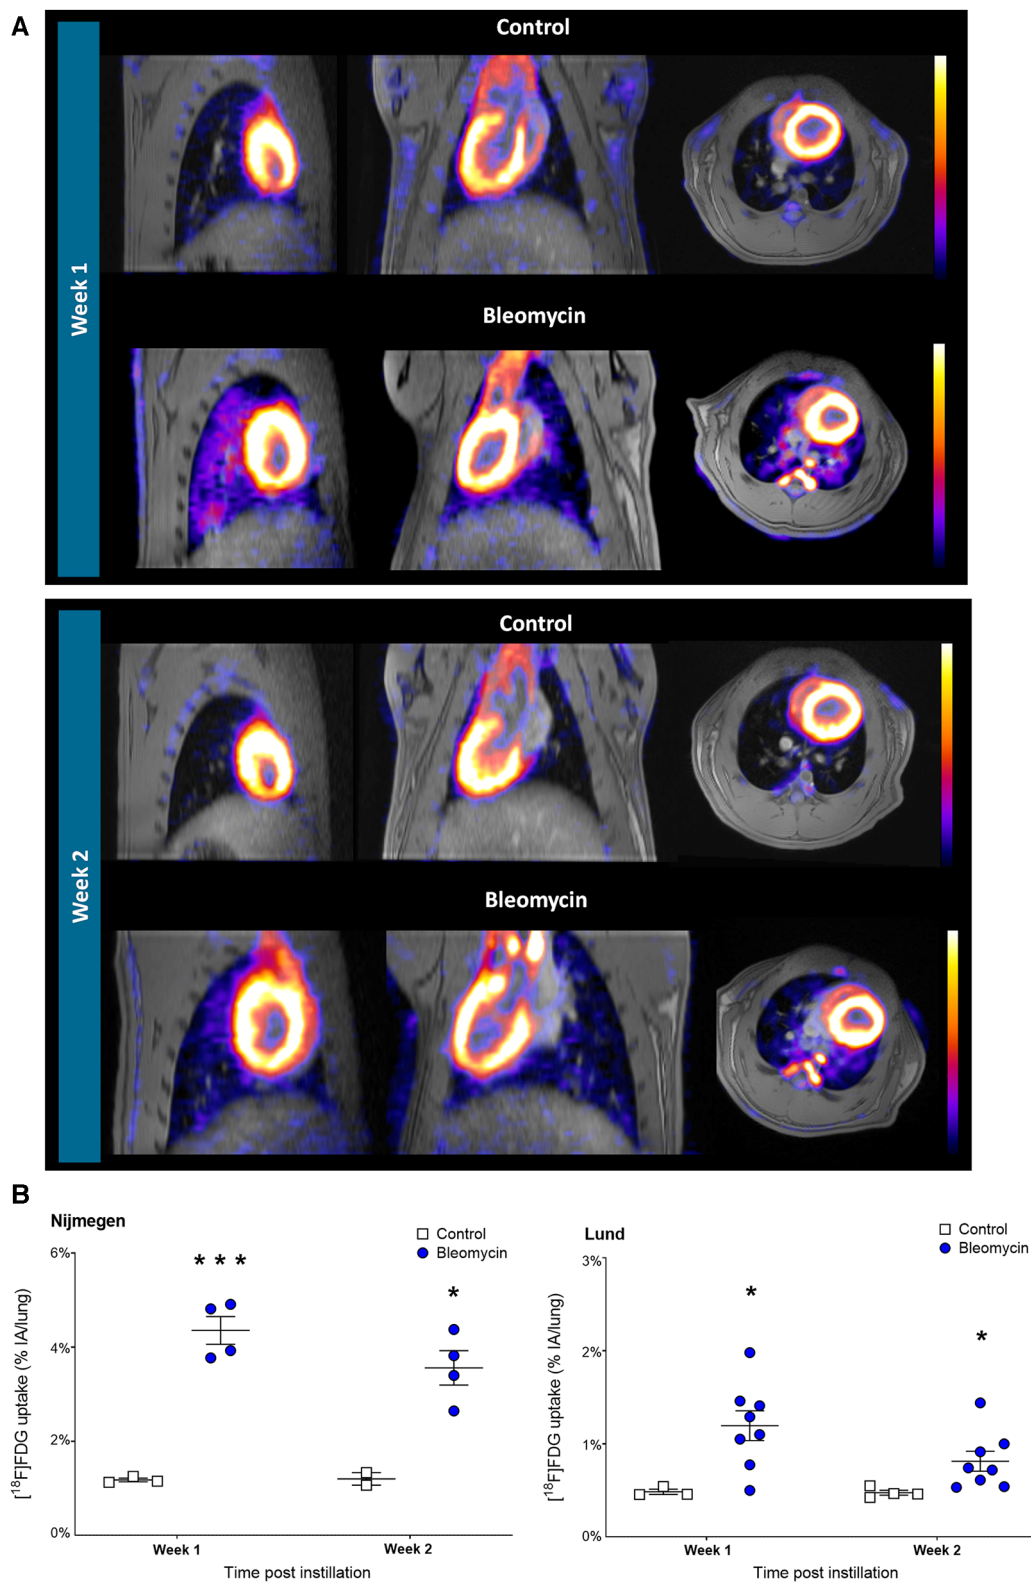 A
Control
Week 1
Bleomycin
Control
Week 2
Bleomycin
B
Nijmegen
Control
Bleomycin
6%
4%
2%
0%
[18F]FDG uptake (% IA/lung)
* * *
*
Week 1
Week 2
Time post instillation
Lund
Control
Bleomycin
3%
2%
1%
0%
[18F]FDG uptake (% IA/lung)
*
*
Week 1
Week 2
Time post instillation